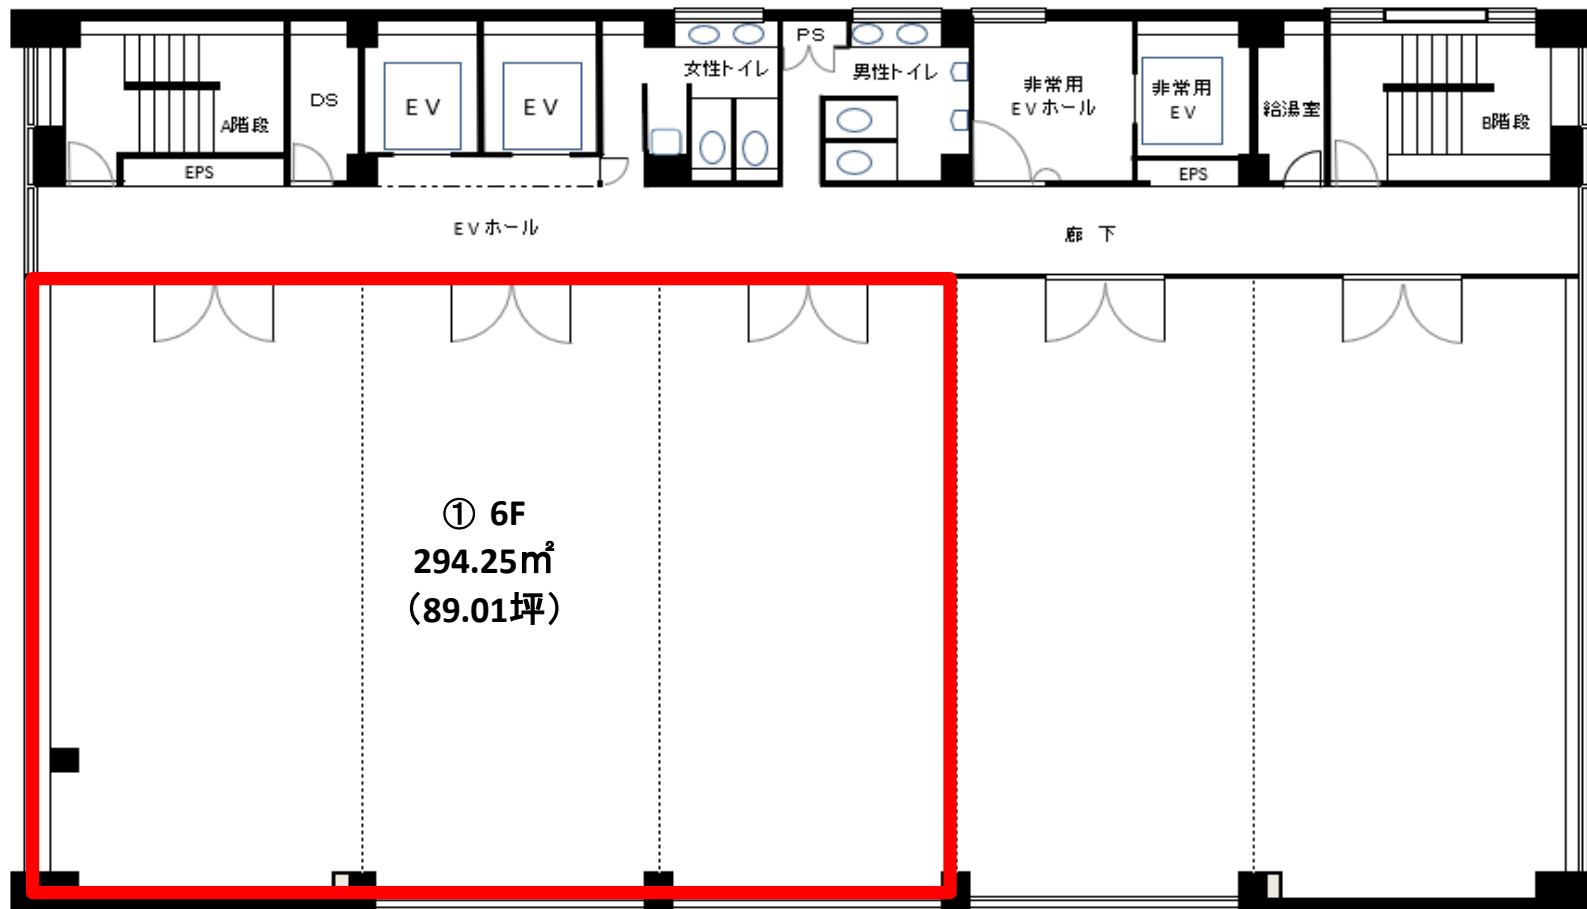 PS
女性トイレ
男性トイレ
非常用
EVホール
非常用
EV
DS
EV
EV
給湯室
A階段
B階段
EPS
EPS
EVホール
廊 下
① 6F
294.25㎡
（89.01坪）